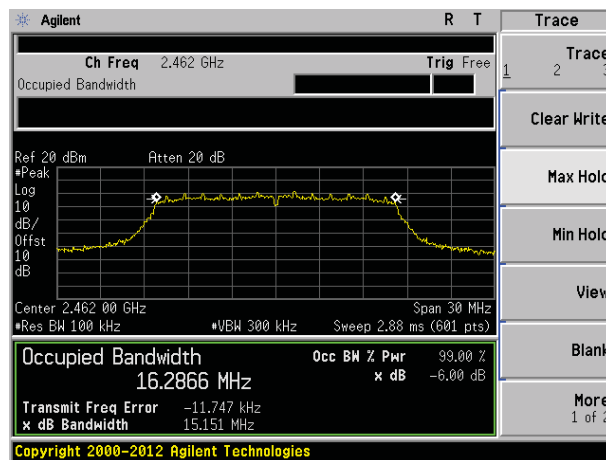 Agilent R T Trace
Ch Freq 2.462 GHz Trig Free
Occupied Bandwidth
Trace
1 2 3
Clear Write
Max Hold
Min Hold
View
Blank
More
1 of 2
Ref 20 dBm Atten 20 dB
#Peak
Log
10
dB/
Offst
10
dB
Center 2.462 00 GHz Span 30 MHz
#Res BW 100 kHz #VBW 300 kHz Sweep 2.88 ms (601 pts)
Occupied Bandwidth Occ BW % Pwr 99.00 %
16.2866 MHz x dB -6.00 dB
Transmit Freq Error -11.747 kHz
x dB Bandwidth 15.151 MHz
Copyright 2000-2012 Agilent Technologies